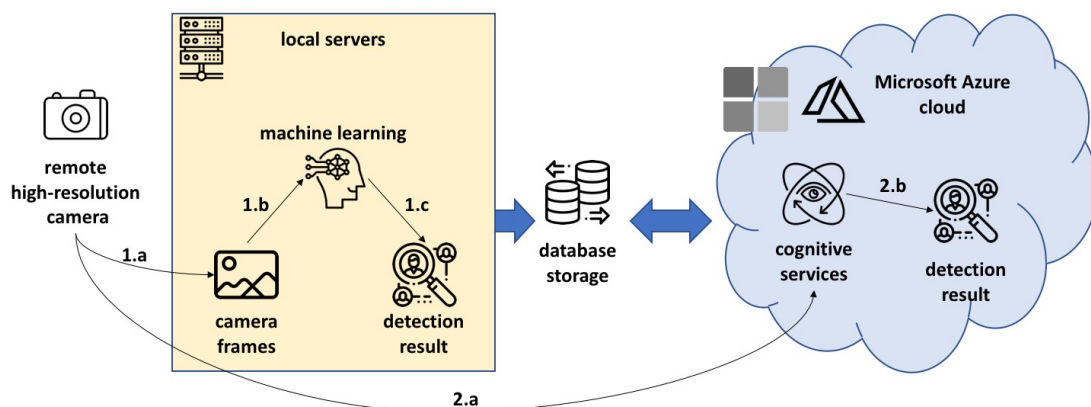 local servers
Microsoft Azure
cloud
machine learning
remote
high-resolution
camera
1.b
1.c
2.b
1.a
database
storage
cognitive
services
detection
result
camera
frames
detection
result
2.a